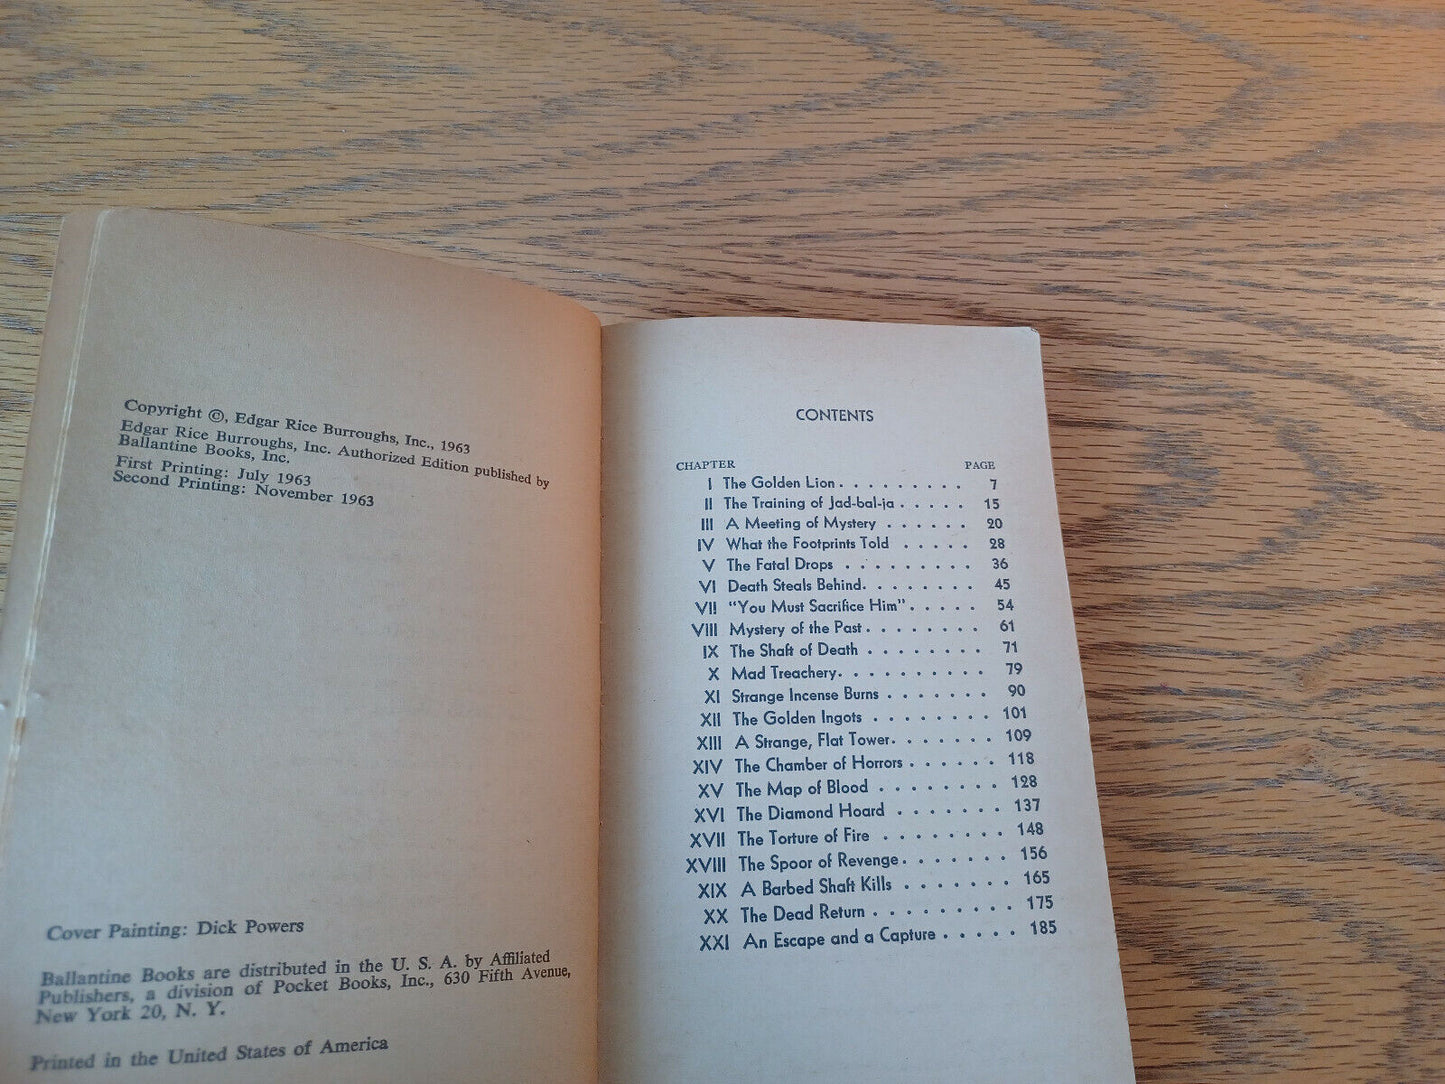 Copyright ©, Edgar Rice Burroughs, Inc., 1963
Edgar Rice Burroughs, Inc. Authorized Edition published by
Ballantine Books, Inc.
First Printing: July 1963
Second Printing: November 1963
Cover Painting: Dick Powers
Ballantine Books are distributed in the U. S. A. by Affiliated
Publishers, a division of Pocket Books, Inc., 630 Fifth Avenue,
New York 20, N. Y.
Printed in the United States of America
CONTENTS
CHAPTER PAGE
I The Golden Lion . . . . . . . . . 7
II The Training of Jad-bal-ja . . . . . 15
III A Meeting of Mystery . . . . . . 20
IV What the Footprints Told . . . . . 28
V The Fatal Drops . . . . . . . . . 36
VI Death Steals Behind . . . . . . . . 45
VII "You Must Sacrifice Him" . . . . . 54
VIII Mystery of the Past . . . . . . . . 61
IX The Shaft of Death . . . . . . . . 71
X Mad Treachery . . . . . . . . . . 79
XI Strange Incense Burns . . . . . . . 90
XII The Golden Ingots . . . . . . . . 101
XIII A Strange, Flat Tower . . . . . . . 109
XIV The Chamber of Horrors . . . . . . 118
XV The Map of Blood . . . . . . . . 128
XVI The Diamond Hoard . . . . . . . 137
XVII The Torture of Fire . . . . . . . . 148
XVIII The Spoor of Revenge . . . . . . . 156
XIX A Barbed Shaft Kills . . . . . . . 165
XX The Dead Return . . . . . . . . . 175
XXI An Escape and a Capture . . . . . 185